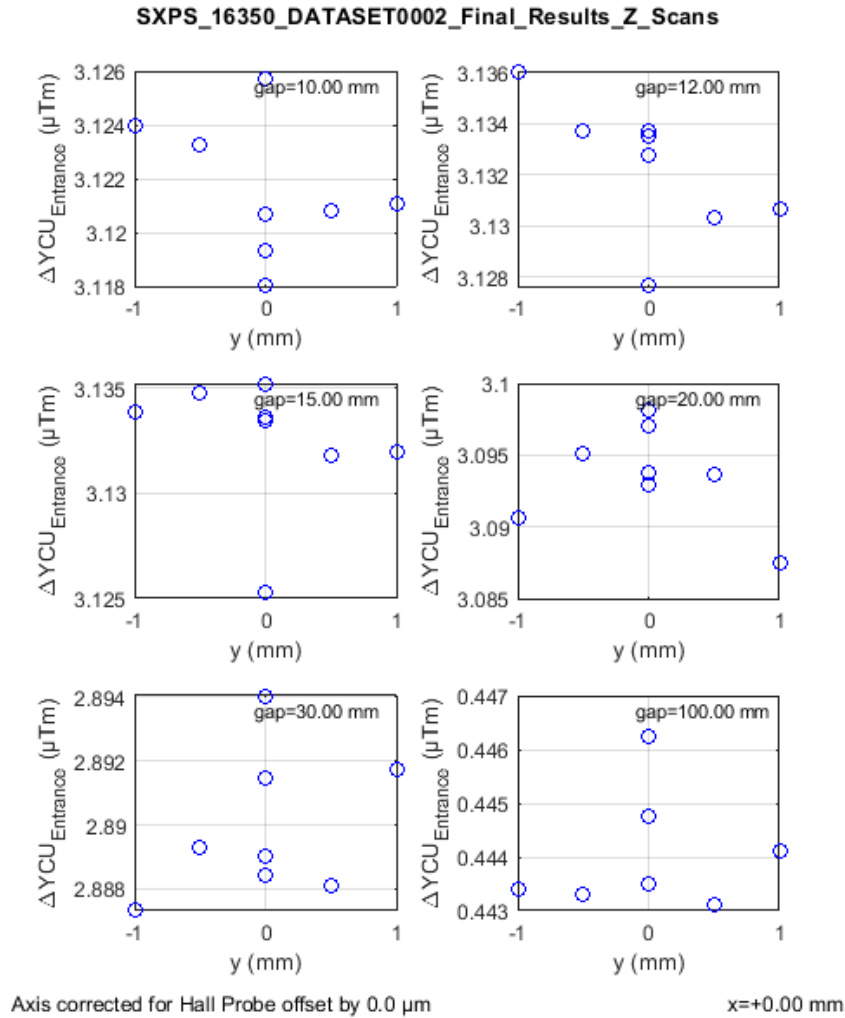 SXPS_16350_DATASET0002_Final_Results_Z_Scans
ΔYCU_Entrance (μTm)
3.126
3.124
3.122
3.12
3.118
gap=10.00 mm
-1 0 1
y (mm)
ΔYCU_Entrance (μTm)
3.136
3.134
3.132
3.13
3.128
gap=12.00 mm
-1 0 1
y (mm)
ΔYCU_Entrance (μTm)
3.135
3.13
3.125
gap=15.00 mm
-1 0 1
y (mm)
ΔYCU_Entrance (μTm)
3.1
3.095
3.09
3.085
gap=20.00 mm
-1 0 1
y (mm)
ΔYCU_Entrance (μTm)
2.894
2.892
2.89
2.888
gap=30.00 mm
-1 0 1
y (mm)
ΔYCU_Entrance (μTm)
0.447
0.446
0.445
0.444
0.443
gap=100.00 mm
-1 0 1
y (mm)
Axis corrected for Hall Probe offset by 0.0 μm
x=+0.00 mm